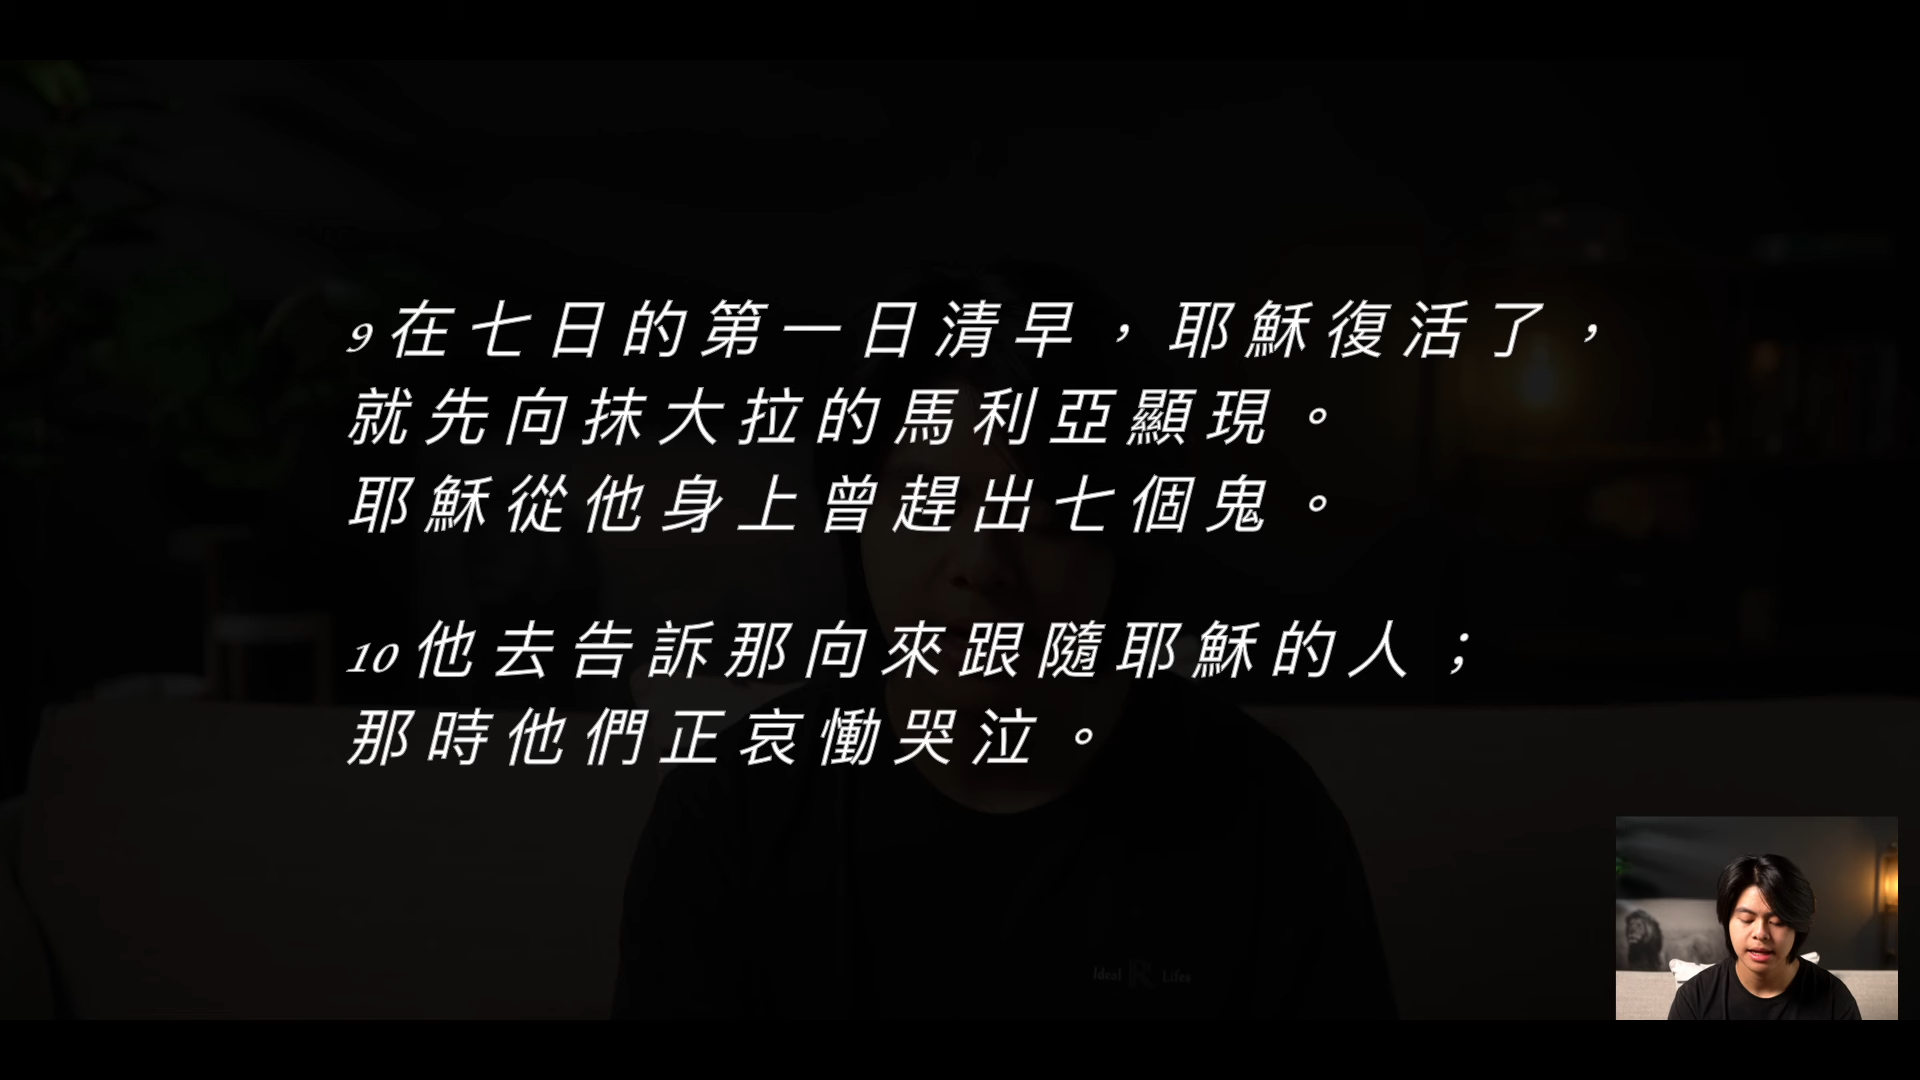 9 在七日的第一日清早，耶穌復活了，
就先向抹大拉的馬利亞顯現。
耶穌從他身上曾趕出七個鬼。
10 他去告訴那向來跟隨耶穌的人；
那時他們正哀慟哭泣。
Ideal R Lifes